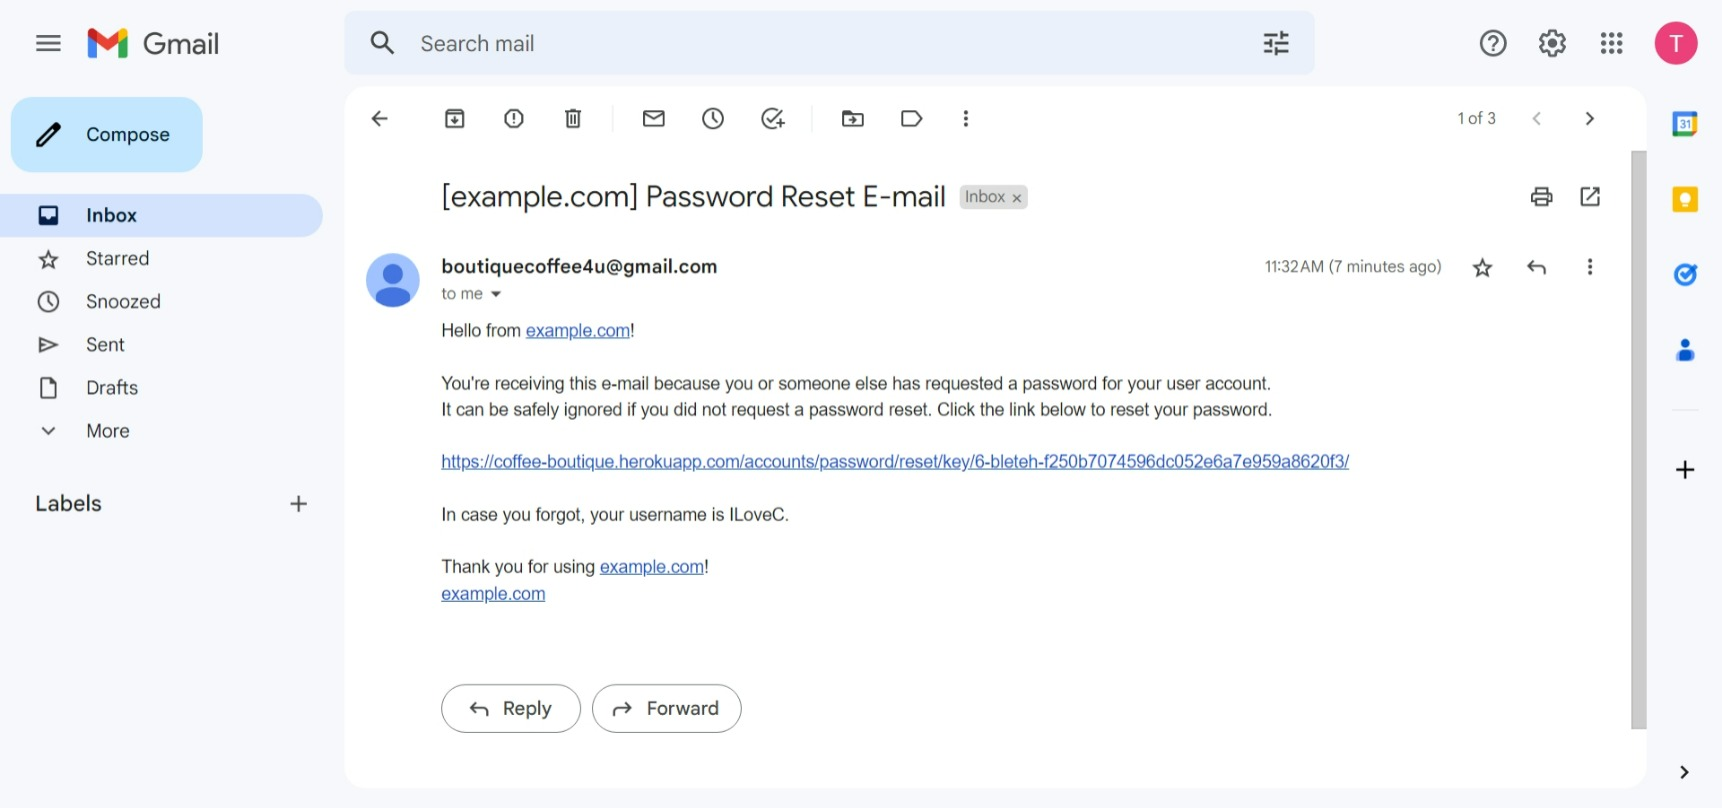 Gmail
Search mail
T
Compose
1 of 3
31
[example.com] Password Reset E-mail
Inbox ×
Inbox
Starred
Snoozed
Sent
Drafts
More
Labels
boutiquecoffee4u@gmail.com
11:32 AM (7 minutes ago)
to me
Hello from example.com!
You're receiving this e-mail because you or someone else has requested a password for your user account.
It can be safely ignored if you did not request a password reset. Click the link below to reset your password.
https://coffee-boutique.herokuapp.com/accounts/password/reset/key/6-bleteh-f250b7074596dc052e6a7e959a8620f3/
In case you forgot, your username is ILoveC.
Thank you for using example.com!
example.com
Reply
Forward